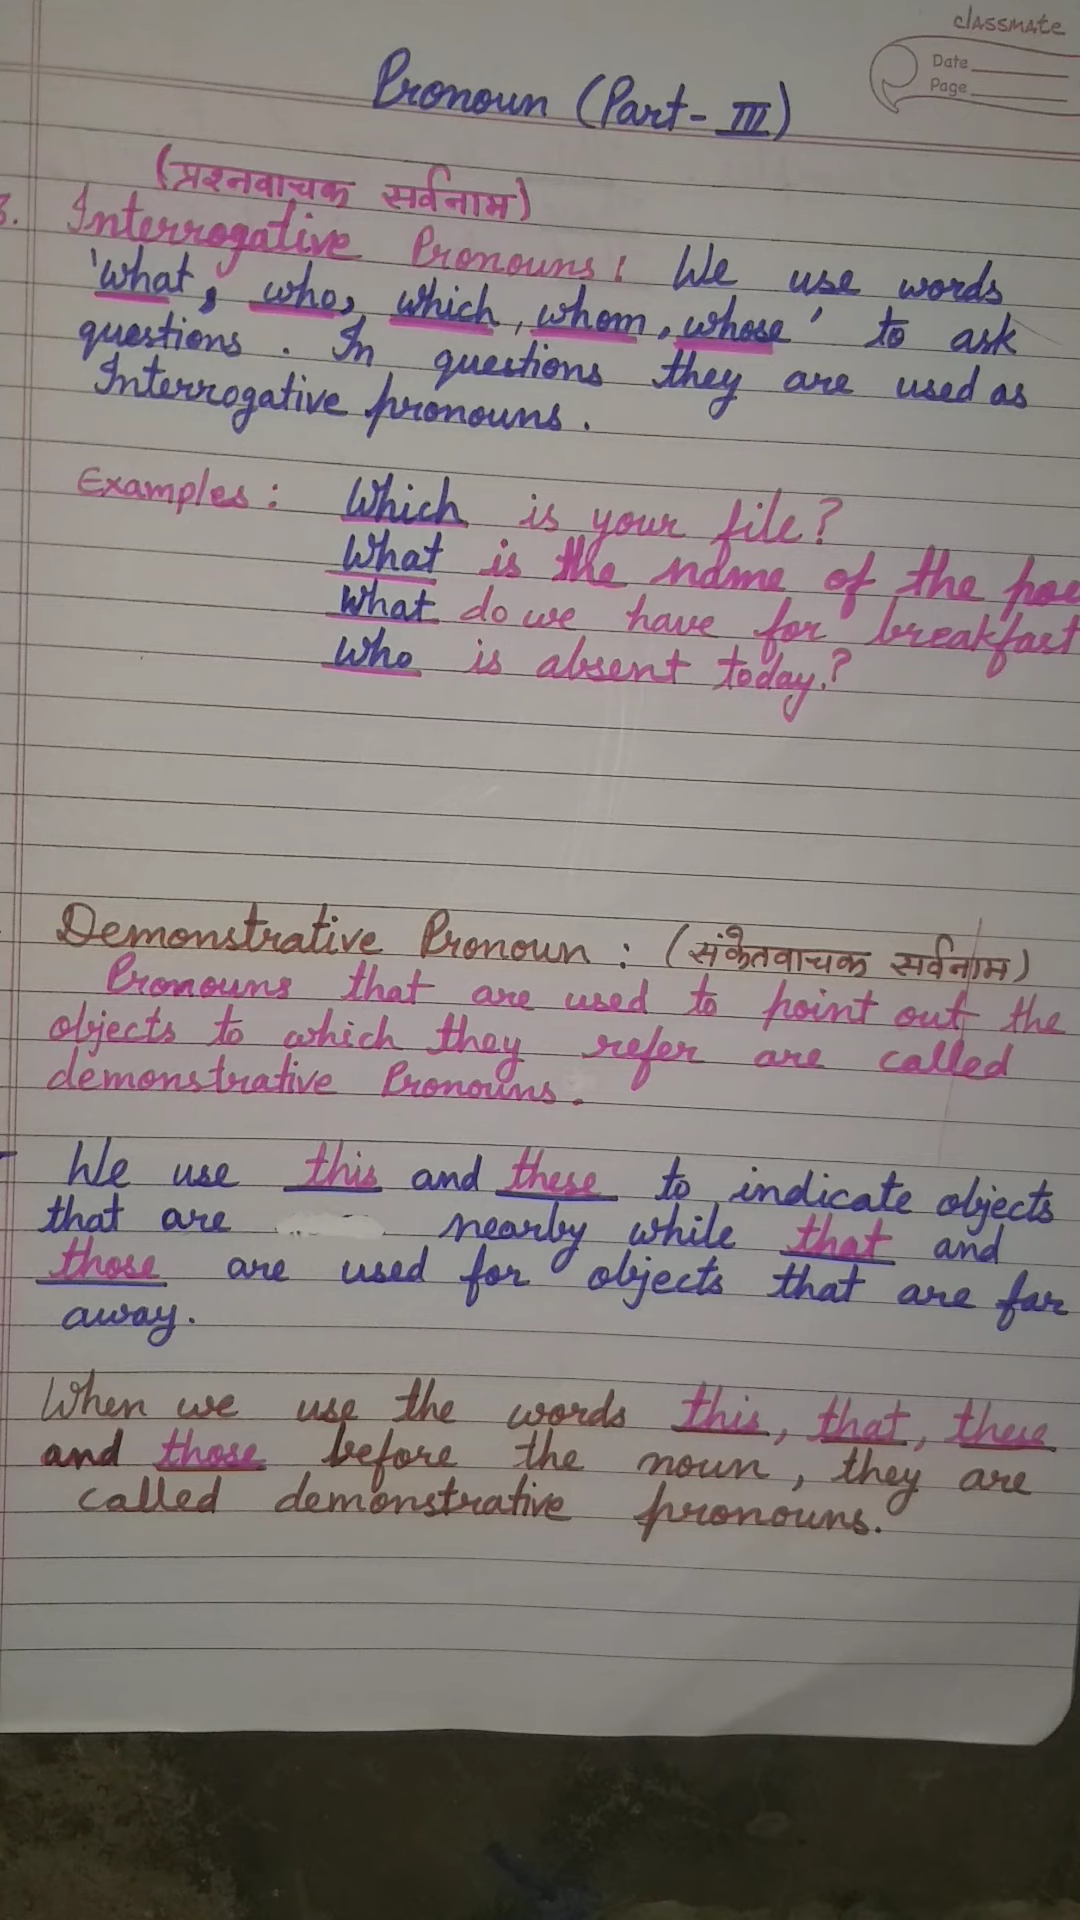 classmate
Date
Page
Pronoun (Part- III)
(प्रश्नवाचक सर्वनाम)
3. Interrogative Pronouns: We use words
'what, who, which, whom, whose' to ask
questions. In questions they are used as
Interrogative pronouns.
Examples: Which is your file?
What is the name of the
What do we have for breakfast
Who is absent today?
Demonstrative Pronoun: (संकेतवाचक सर्वनाम)
Pronouns that are used to point out the
objects to which they refer are called
demonstrative Pronouns.
- We use this and these to indicate objects
that are nearby while that and
those are used for objects that are far
away.
When we use the words this, that, these
and those before the noun, they are
called demonstrative pronouns.